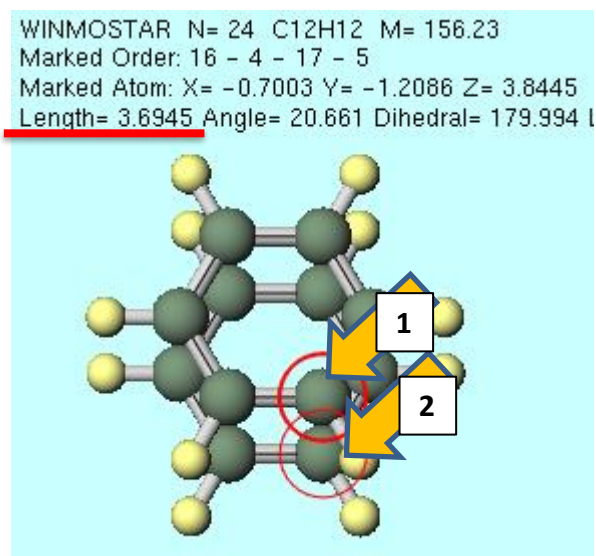 WINMOSTAR N= 24 C12H12 M= 156.23
Marked Order: 16 – 4 – 17 – 5
Marked Atom: X= –0.7003 Y= –1.2086 Z= 3.8445
Length= 3.6945 Angle= 20.661 Dihedral= 179.994 L
1
2